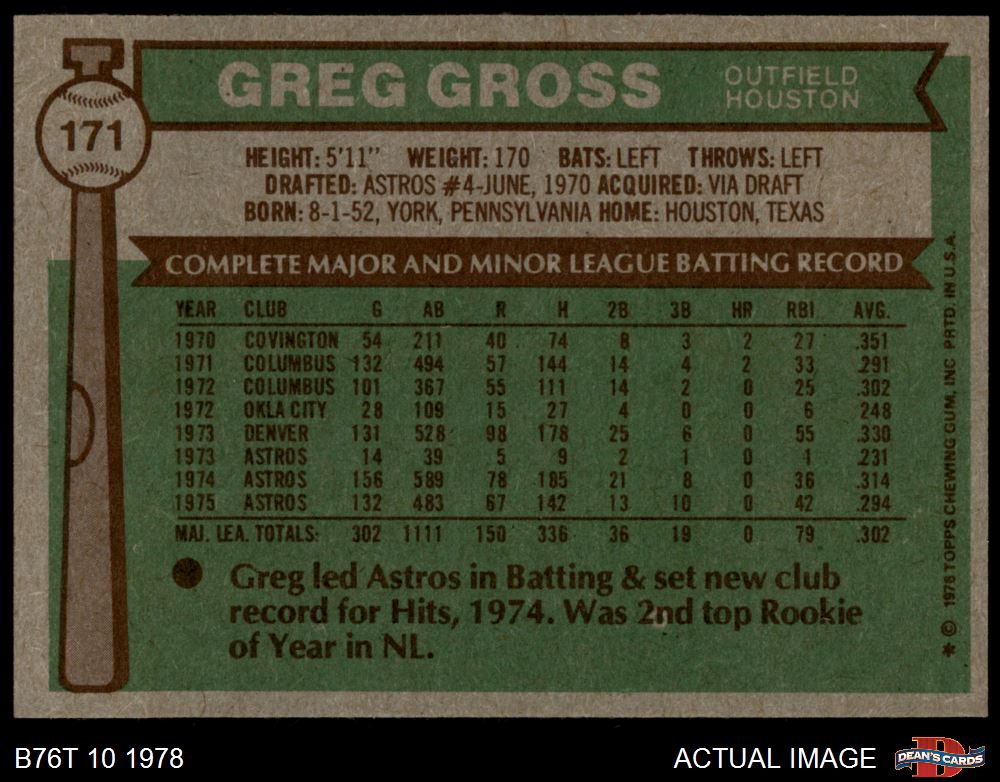 171
GREG GROSS
OUTFIELD
HOUSTON
HEIGHT: 5'11" WEIGHT: 170 BATS: LEFT THROWS: LEFT
DRAFTED: ASTROS #4-JUNE, 1970 ACQUIRED: VIA DRAFT
BORN: 8-1-52, YORK, PENNSYLVANIA HOME: HOUSTON, TEXAS
COMPLETE MAJOR AND MINOR LEAGUE BATTING RECORD
YEAR CLUB G AB R H 2B 3B HR RBI AVG.
1970 COVINGTON 54 211 40 74 8 3 2 27 .351
1971 COLUMBUS 132 494 57 144 14 4 2 33 .291
1972 COLUMBUS 101 367 55 111 14 2 0 25 .302
1972 OKLA CITY 28 109 15 27 4 0 0 6 .248
1973 DENVER 131 528 98 178 25 6 0 55 .330
1973 ASTROS 14 39 5 9 2 1 0 1 .231
1974 ASTROS 156 589 78 185 21 8 0 36 .314
1975 ASTROS 132 483 67 142 13 10 0 42 .294
MAJ. LEA. TOTALS: 302 1111 150 336 36 19 0 79 .302
Greg led Astros in Batting & set new club
record for Hits, 1974. Was 2nd top Rookie
of Year in NL.
* © 1976 TOPPS CHEWING GUM, INC PRTD. IN U.S.A.
B76T 10 1978
ACTUAL IMAGE
D
DEAN'S CARDS